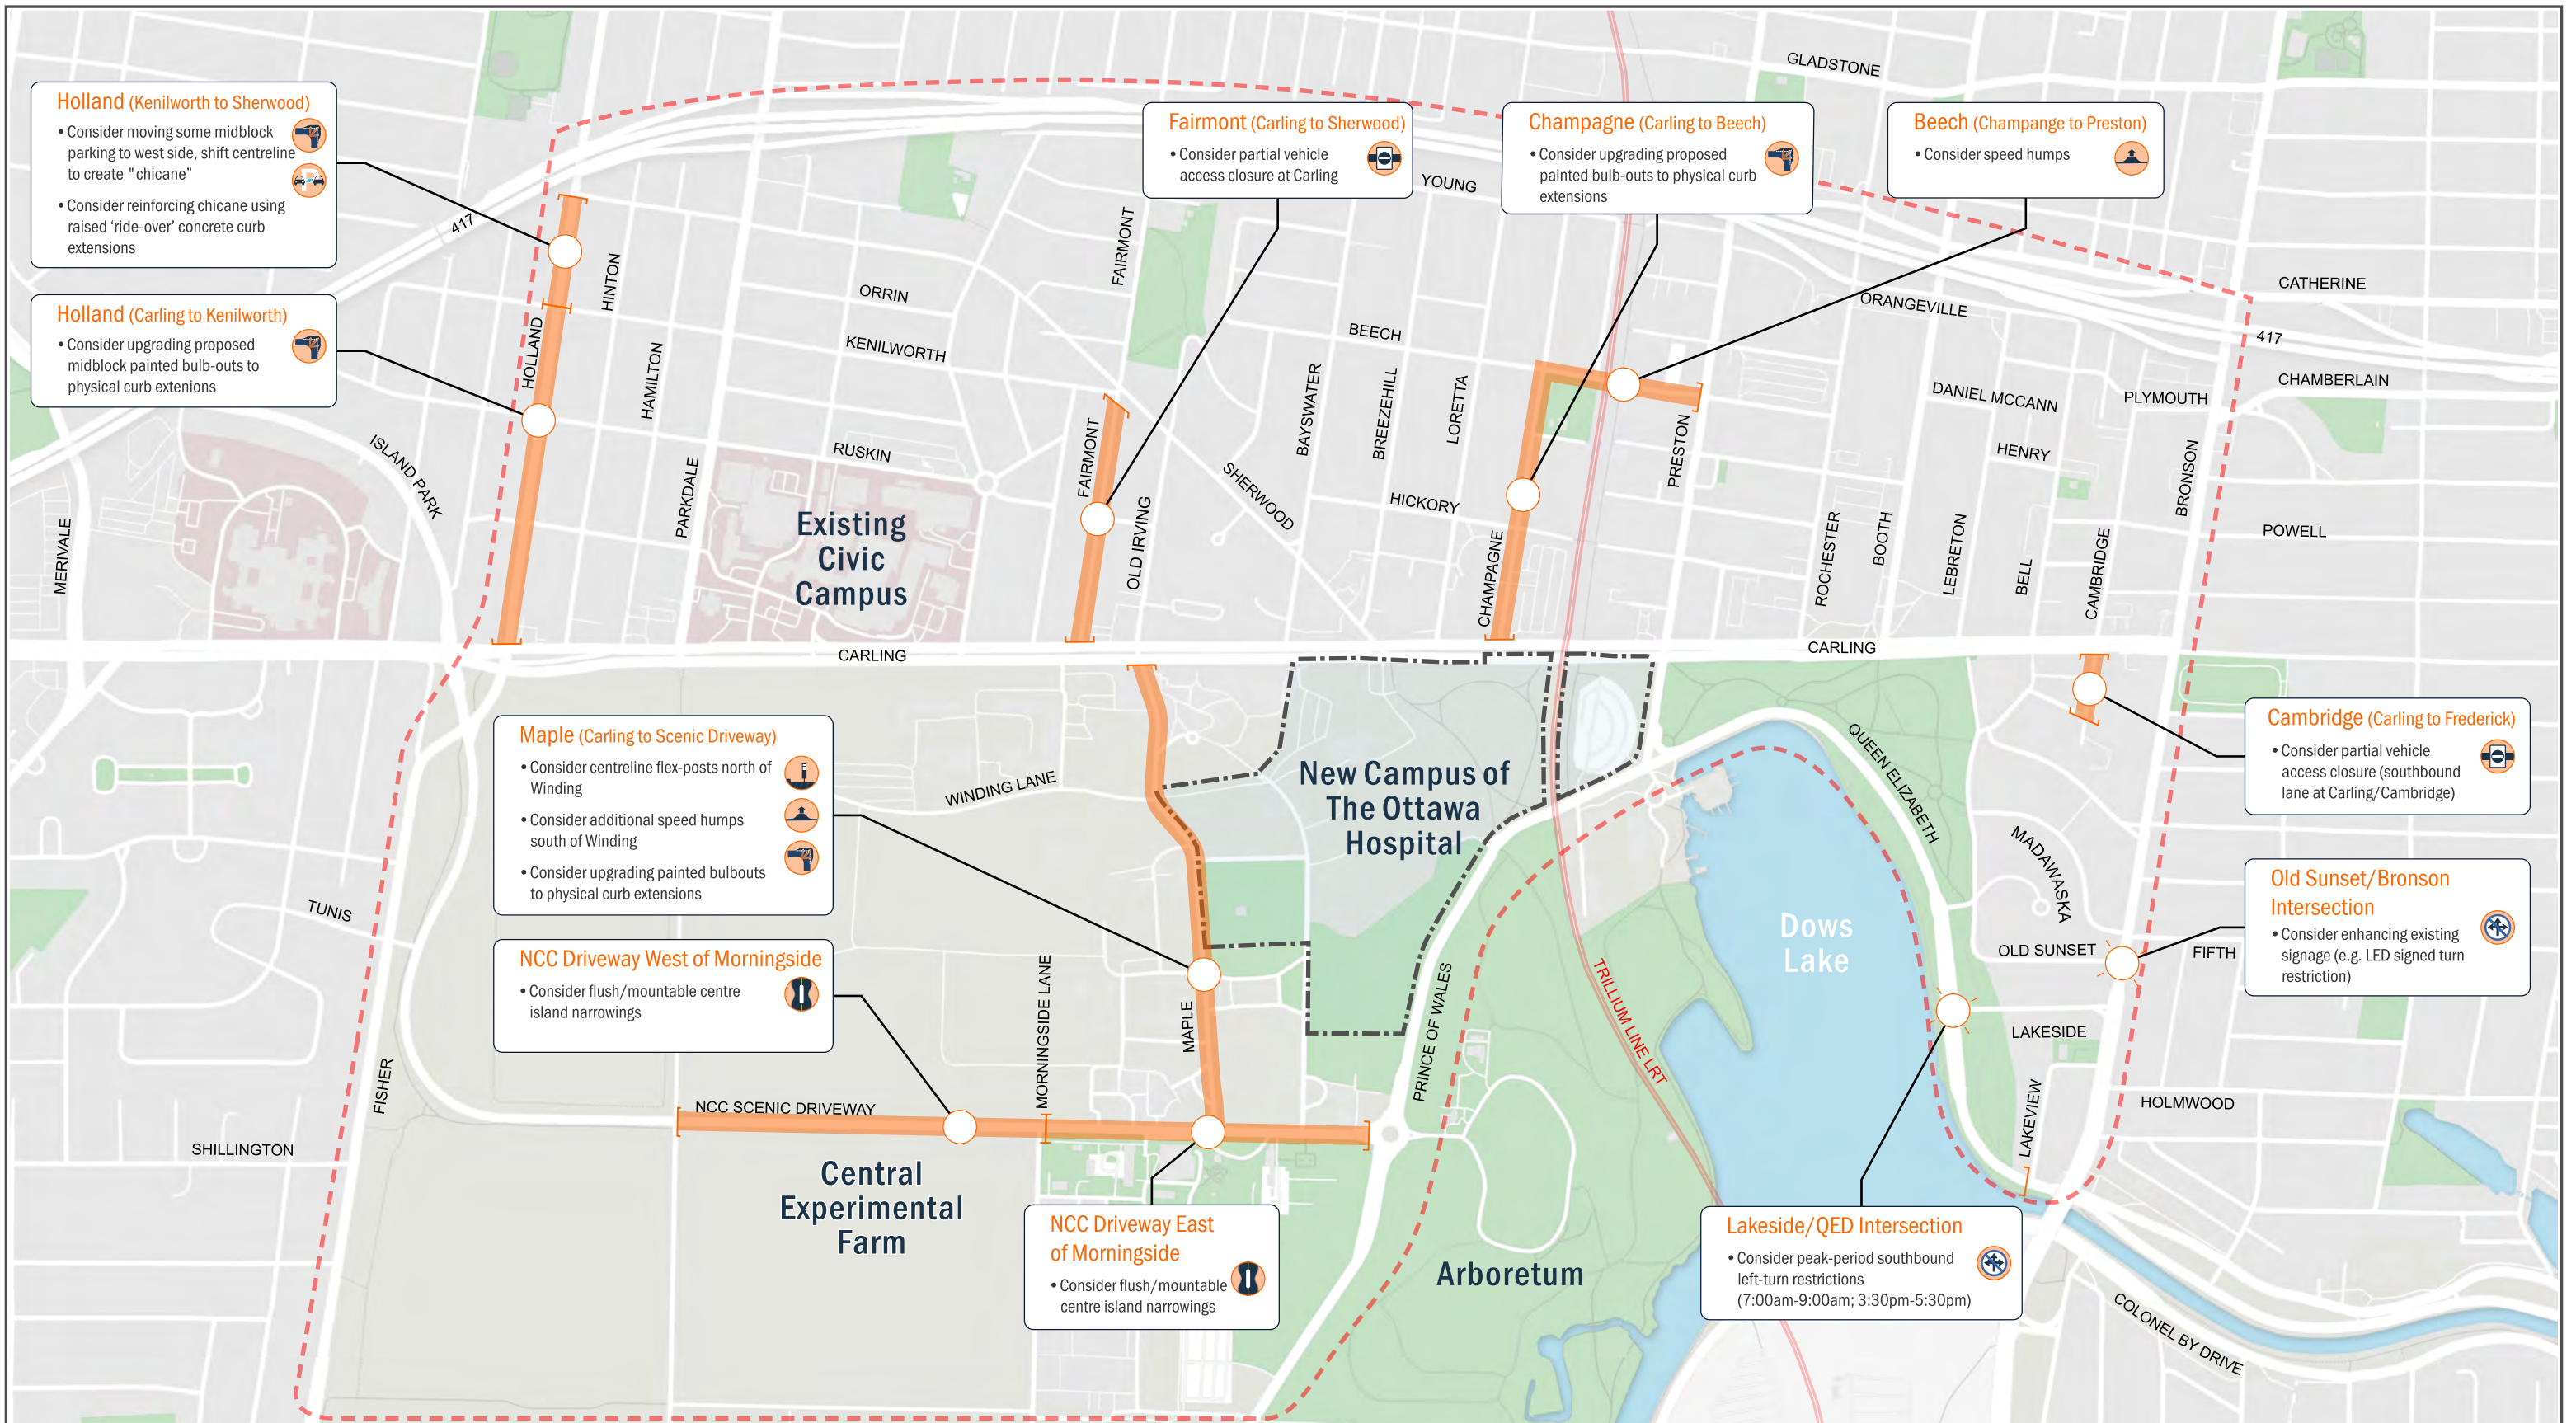 GLADSTONE
Holland (Kenilworth to Sherwood)
• Consider moving some midblock
parking to west side, shift centreline
to create "chicane"
• Consider reinforcing chicane using
raised ‘ride-over’ concrete curb
extensions
Fairmont (Carling to Sherwood)
• Consider partial vehicle
access closure at Carling
Champagne (Carling to Beech)
• Consider upgrading proposed
painted bulb-outs to physical curb
extensions
Beech (Champange to Preston)
• Consider speed humps
YOUNG
417
FAIRMONT
HINTON
ORRIN
CATHERINE
ORANGEVILLE
Holland (Carling to Kenilworth)
• Consider upgrading proposed
midblock painted bulb-outs to
physical curb extenions
HOLLAND
KENILWORTH
BEECH
417
HAMILTON
BAYSWATER
BREEZEHILL
LORETTA
CHAMBERLAIN
DANIEL MCCANN
PLYMOUTH
ISLAND PARK
RUSKIN
FAIRMONT
PRESTON
HENRY
BRONSON
PARKDALE
SHERWOOD
HICKORY
MERIVALE
Existing
Civic
Campus
OLD IRVING
CHAMPAGNE
ROCHESTER
BOOTH
LEBRETON
BELL
CAMBRIDGE
POWELL
CARLING
CARLING
Maple (Carling to Scenic Driveway)
• Consider centreline flex-posts north of
Winding
• Consider additional speed humps
south of Winding
• Consider upgrading painted bulbouts
to physical curb extensions
WINDING LANE
New Campus of
The Ottawa
Hospital
QUEEN ELIZABETH
Cambridge (Carling to Frederick)
• Consider partial vehicle
access closure (southbound
lane at Carling/Cambridge)
MADAWASKA
Old Sunset/Bronson
Intersection
• Consider enhancing existing
signage (e.g. LED signed turn
restriction)
TUNIS
Dows
Lake
OLD SUNSET
FIFTH
NCC Driveway West of Morningside
• Consider flush/mountable centre
island narrowings
MORNINGSIDE LANE
MAPLE
PRINCE OF WALES
TRILLIUM LINE LRT
LAKESIDE
FISHER
NCC SCENIC DRIVEWAY
LAKEVIEW
HOLMWOOD
SHILLINGTON
Central
Experimental
Farm
NCC Driveway East
of Morningside
• Consider flush/mountable
centre island narrowings
Arboretum
Lakeside/QED Intersection
• Consider peak-period southbound
left-turn restrictions
(7:00am-9:00am; 3:30pm-5:30pm)
COLONEL BY DRIVE